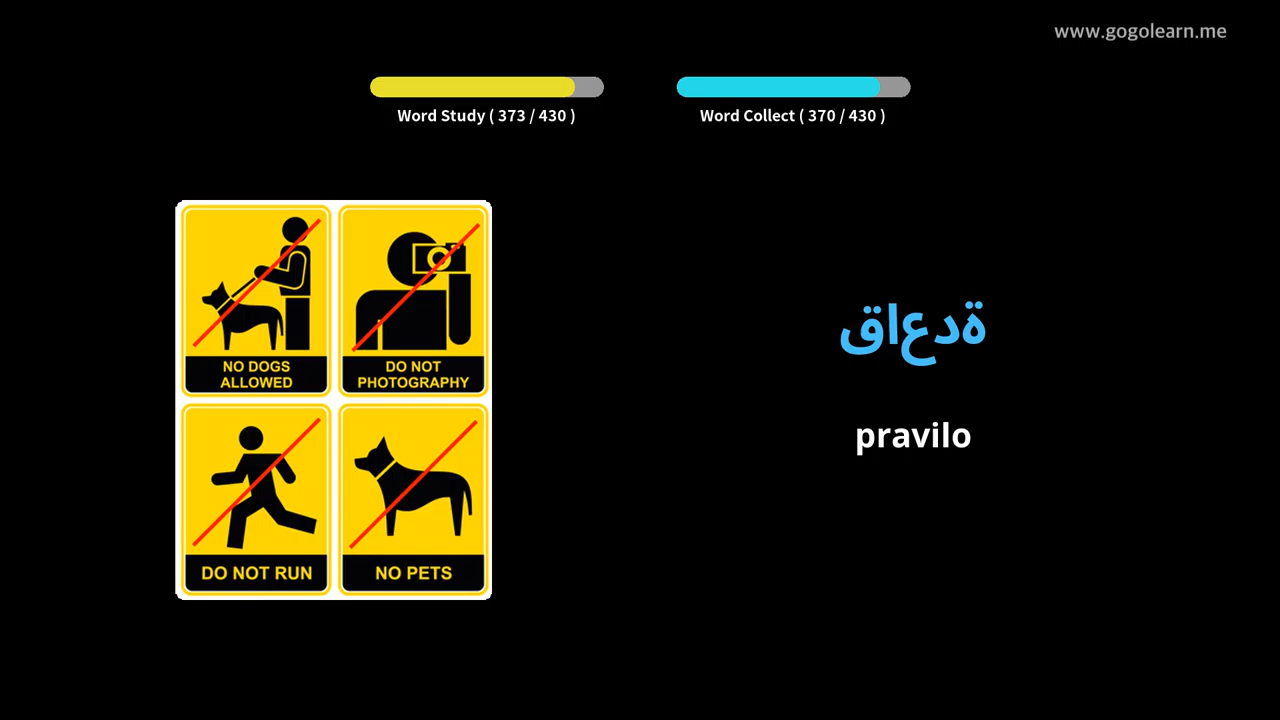 www.gogolearn.me
Word Study ( 373 / 430 )
Word Collect ( 370 / 430 )
NO DOGS
ALLOWED
DO NOT
PHOTOGRAPHY
DO NOT RUN
NO PETS
ةدعاق
pravilo